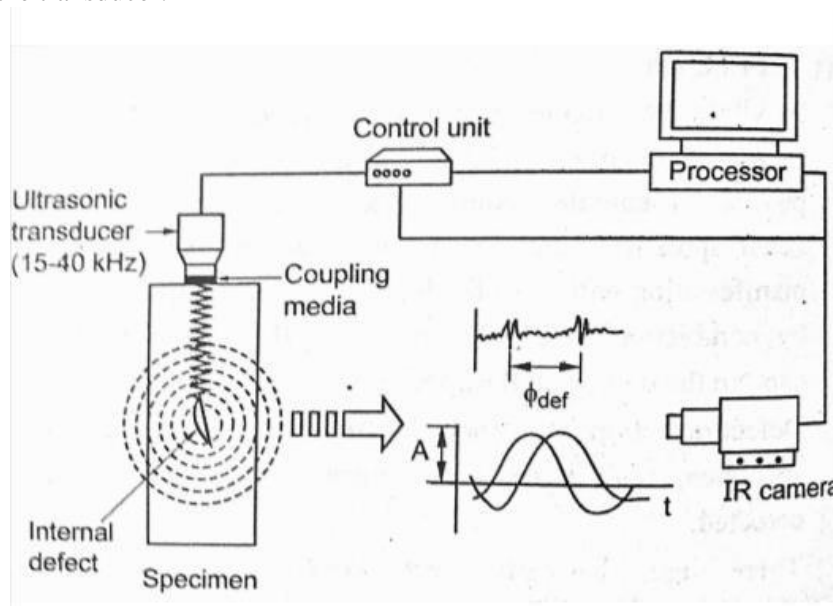 Control unit
Processor
Ultrasonic
transducer
(15-40 kHz)
Coupling
media
ϕdef
A
t
IR camera
Internal
defect
Specimen